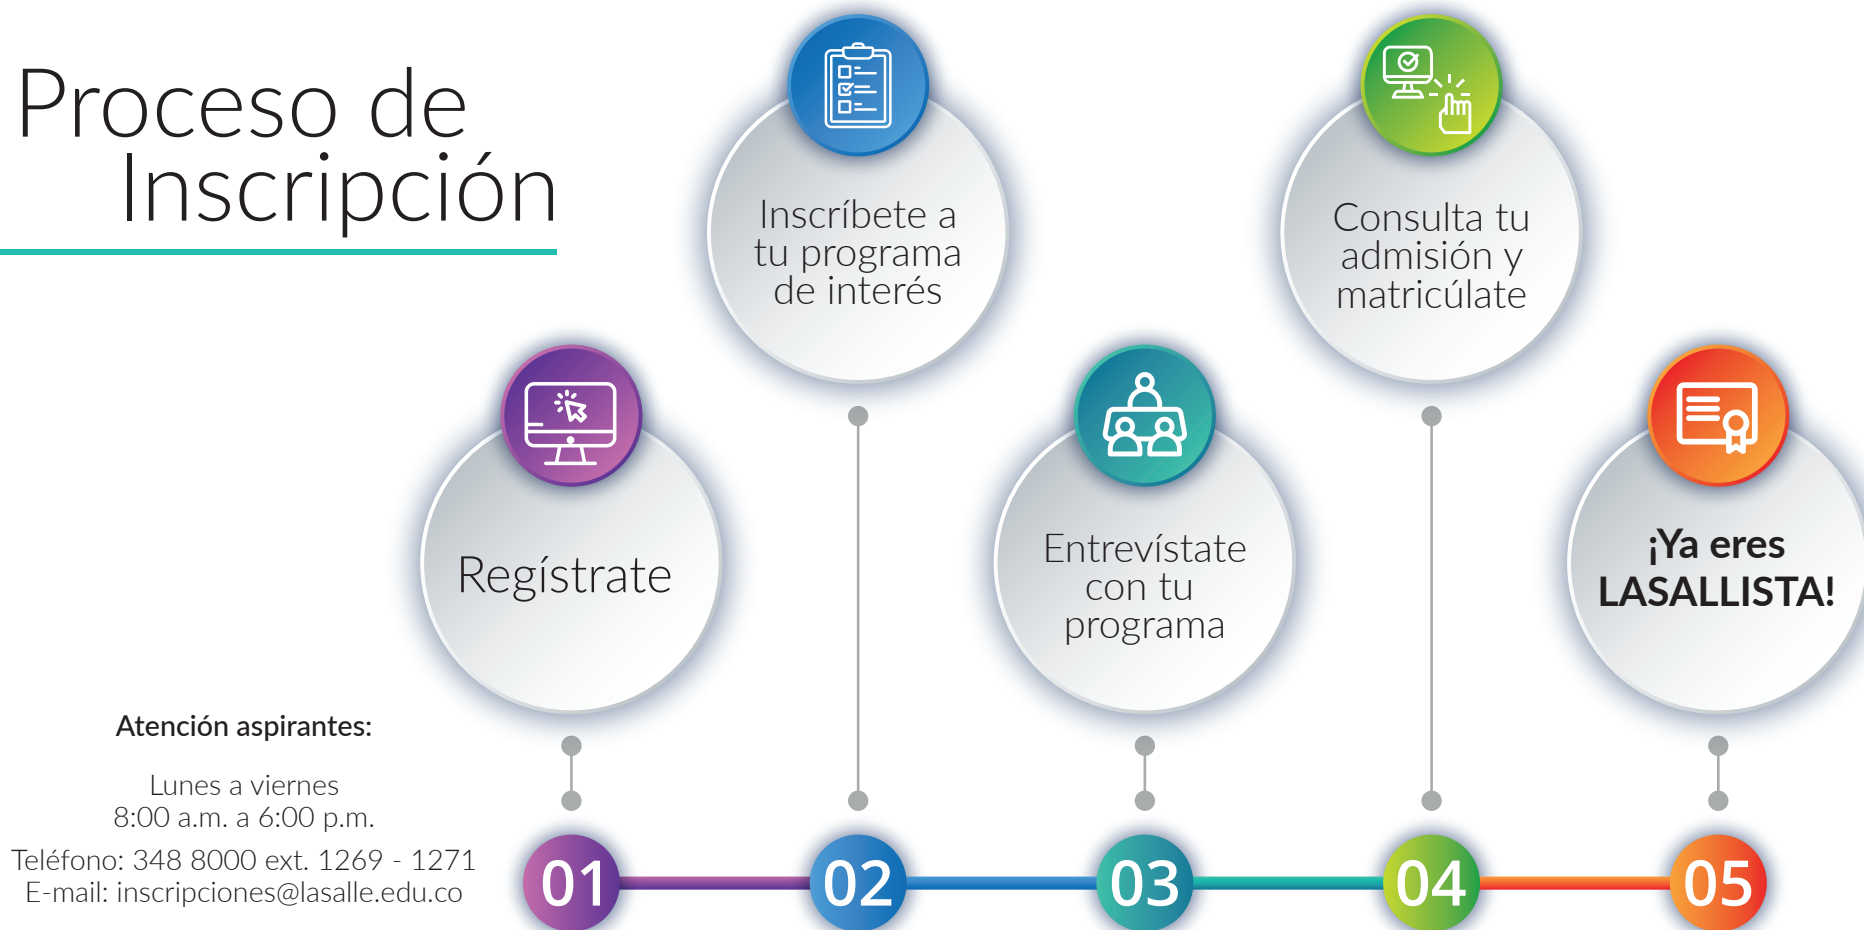 Proceso de
Inscripción
Regístrate
Inscríbete a
tu programa
de interés
Entrevístate
con tu
programa
Consulta tu
admisión y
matricúlate
¡Ya eres
LASALLISTA!
Atención aspirantes:
Lunes a viernes
8:00 a.m. a 6:00 p.m.
Teléfono: 348 8000 ext. 1269 - 1271
E-mail: inscripciones@lasalle.edu.co
01
02
03
04
05